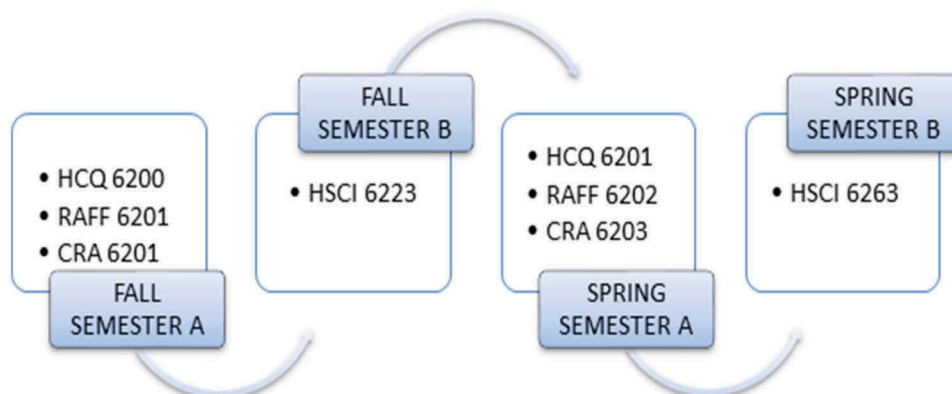 • HCQ 6200
• RAFF 6201
• CRA 6201
FALL
SEMESTER A
FALL
SEMESTER B
• HSCI 6223
• HCQ 6201
• RAFF 6202
• CRA 6203
SPRING
SEMESTER A
SPRING
SEMESTER B
• HSCI 6263